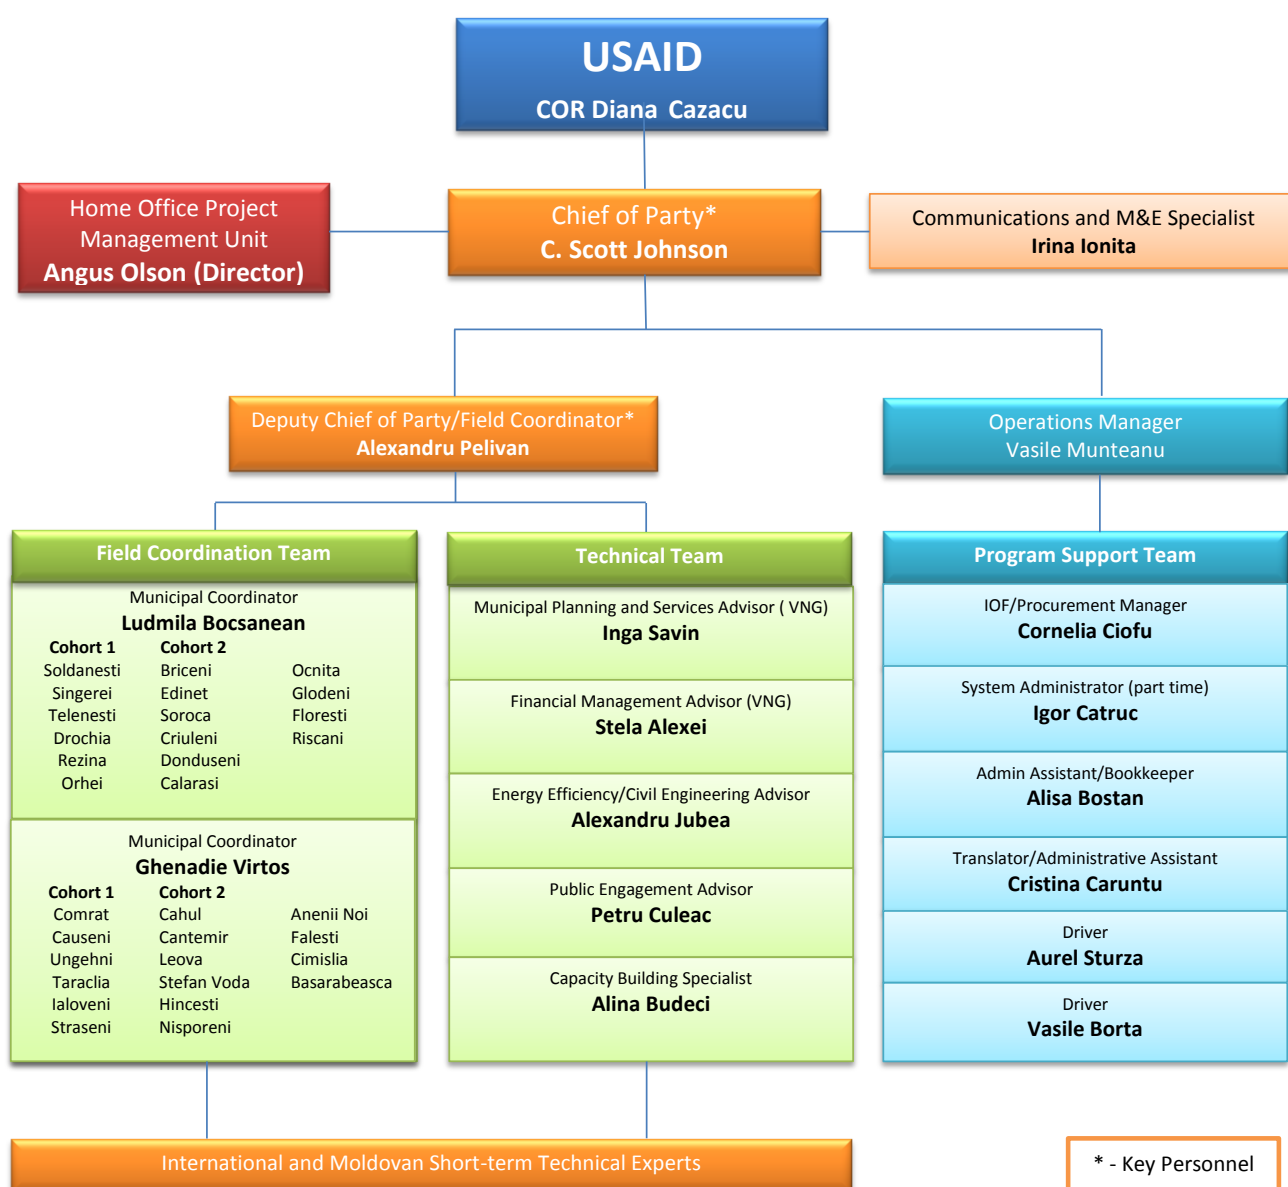 USAID
COR Diana Cazacu
Home Office Project
Management Unit
Angus Olson (Director)
Chief of Party*
C. Scott Johnson
Communications and M&E Specialist
Irina Ionita
Deputy Chief of Party/Field Coordinator*
Alexandru Pelivan
Operations Manager
Vasile Munteanu
Field Coordination Team
Municipal Coordinator
Ludmila Bocsanean
Cohort 1 Cohort 2
Soldanesti Briceni Ocnita
Singerei Edinet Glodeni
Telenesti Soroca Floresti
Drochia Criuleni Riscani
Rezina Donduseni
Orhei Calarasi
Municipal Coordinator
Ghenadie Virtos
Cohort 1 Cohort 2
Comrat Cahul Anenii Noi
Causeni Cantemir Falesti
Ungehni Leova Cimislia
Taraclia Stefan Voda Basarabeasca
Ialoveni Hincesti
Straseni Nisporeni
Technical Team
Municipal Planning and Services Advisor ( VNG)
Inga Savin
Financial Management Advisor (VNG)
Stela Alexei
Energy Efficiency/Civil Engineering Advisor
Alexandru Jubea
Public Engagement Advisor
Petru Culeac
Capacity Building Specialist
Alina Budeci
Program Support Team
IOF/Procurement Manager
Cornelia Ciofu
System Administrator (part time)
Igor Catruc
Admin Assistant/Bookkeeper
Alisa Bostan
Translator/Administrative Assistant
Cristina Caruntu
Driver
Aurel Sturza
Driver
Vasile Borta
International and Moldovan Short-term Technical Experts
* - Key Personnel